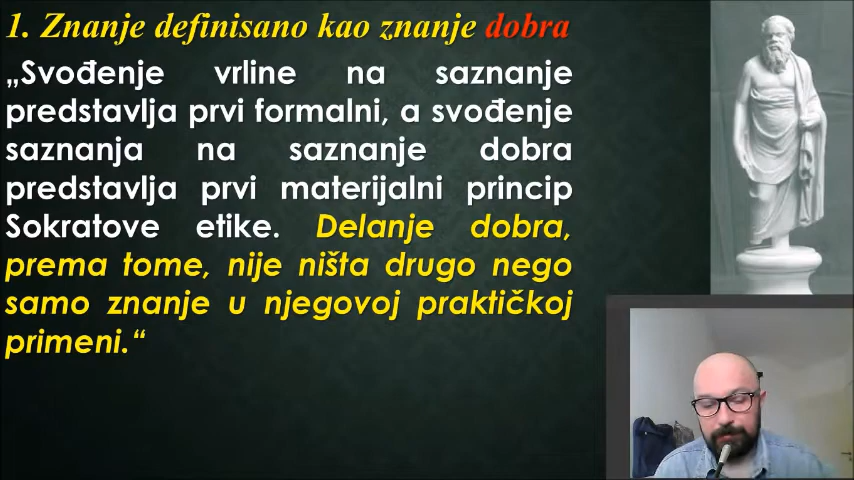 1. Znanje definisano kao znanje dobra
„Svođenje vrline na saznanje
predstavlja prvi formalni, a svođenje
saznanja na saznanje dobra
predstavlja prvi materijalni princip
Sokratove etike. Delanje dobra,
prema tome, nije ništa drugo nego
samo znanje u njegovoj praktičkoj
primeni.“